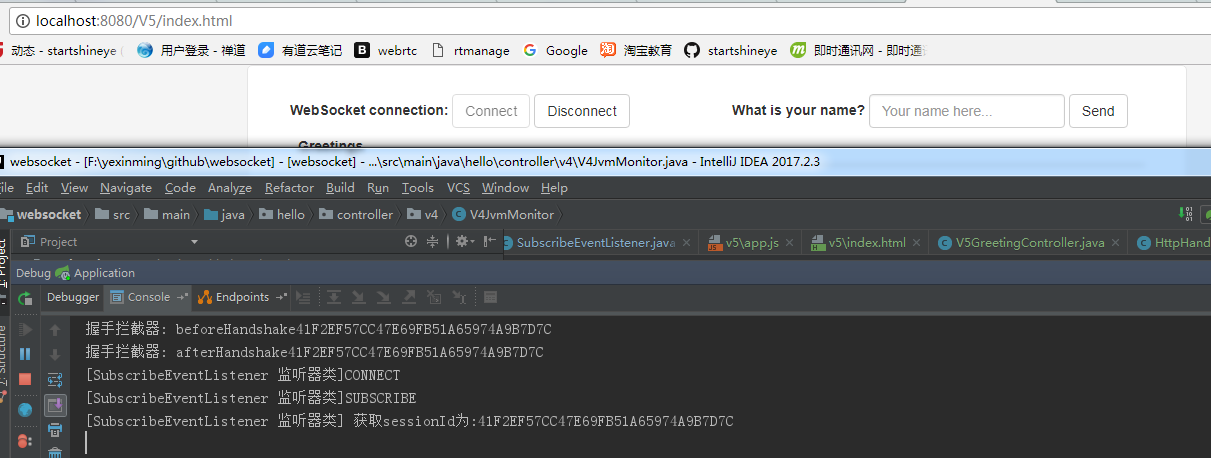 localhost:8080/V5/index.html
动态 - startshineye
用户登录 - 禅道
有道云笔记
webrtc
rtmanage
Google
淘宝教育
startshineye
即时通讯网 - 即时通
WebSocket connection: Connect Disconnect What is your name? Your name here... Send
Greetings
websocket - [F:\yexinming\github\websocket] - [websocket] - ...\src\main\java\hello\controller\v4\V4JvmMonitor.java - IntelliJ IDEA 2017.2.3
ile Edit View Navigate Code Analyze Refactor Build Run Tools VCS Window Help
websocket src main java hello controller v4 V4JvmMonitor
Project SubscribeEventListener.java v5\app.js v5\index.html V5GreetingController.java HttpHand
1: Project
Debug Application
Debugger Console Endpoints
握手拦截器: beforeHandshake41F2EF57CC47E69FB51A65974A9B7D7C
握手拦截器: afterHandshake41F2EF57CC47E69FB51A65974A9B7D7C
[SubscribeEventListener 监听器类]CONNECT
[SubscribeEventListener 监听器类]SUBSCRIBE
[SubscribeEventListener 监听器类] 获取sessionId为:41F2EF57CC47E69FB51A65974A9B7D7C
7: Structure